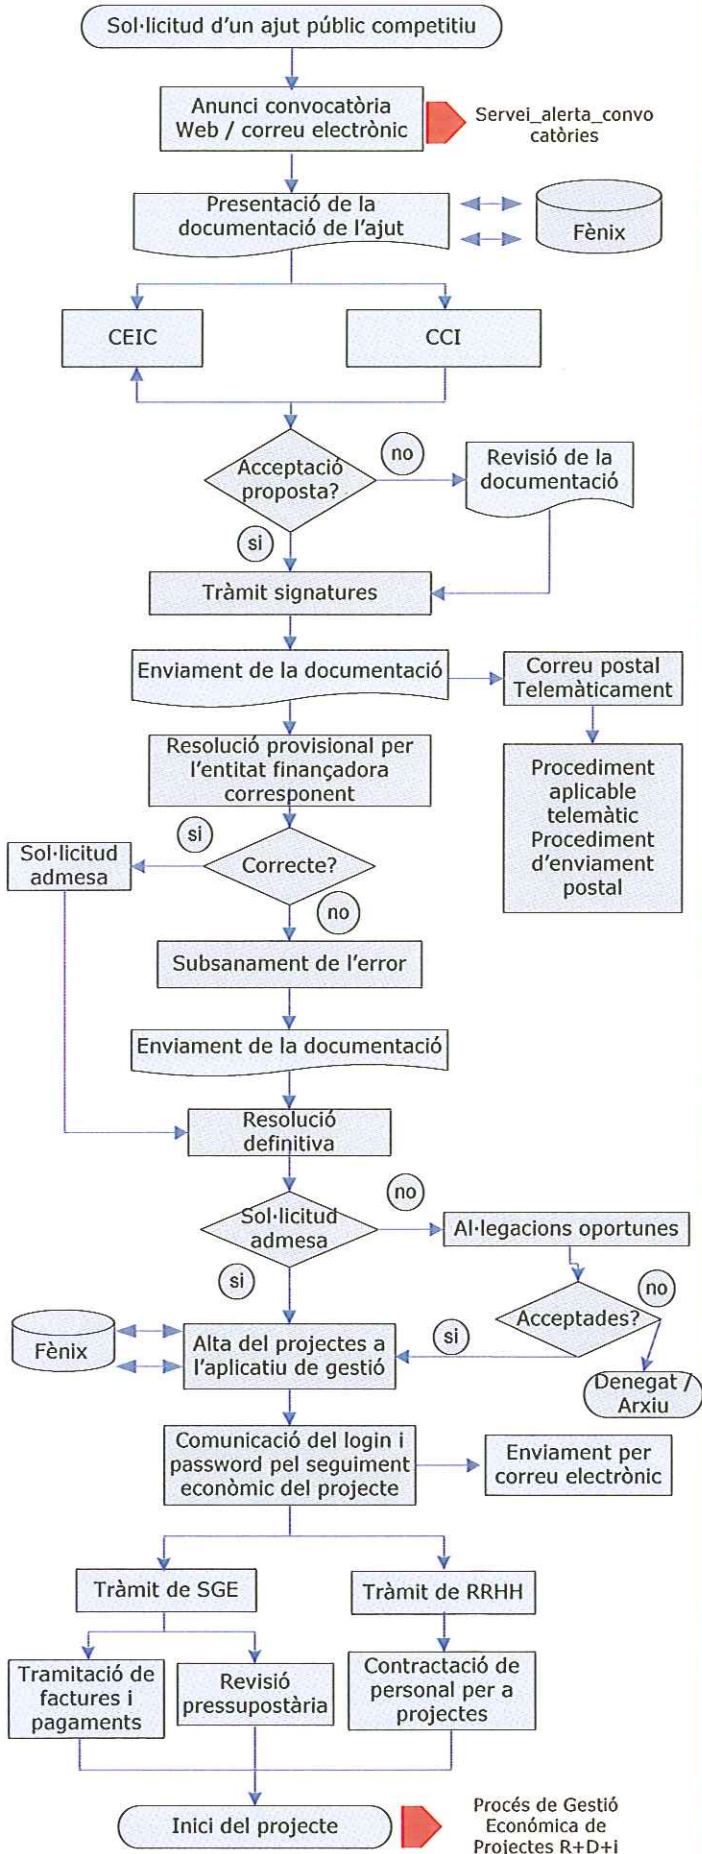 Sol·licitud d'un ajut públic competitiu
Anunci convocatòria
Web / correu electrònic
Servei_alerta_convo
catòries
Presentació de la
documentació de l'ajut
Fènix
CEIC
CCI
Acceptació
proposta?
no
Revisió de la
documentació
si
Tràmit signatures
Enviament de la documentació
Correu postal
Telemàticament
Resolució provisional per
l'entitat finançadora
corresponent
Procediment
aplicable
telemàtic
Procediment
d'enviament
postal
si
Sol·licitud
admesa
Correcte?
no
Subsanament de l'error
Enviament de la documentació
Resolució
definitiva
no
Sol·licitud
admesa
Al·legacions oportunes
si
no
Acceptades?
si
Fènix
Alta del projectes a
l'aplicatiu de gestió
Denegat /
Arxiu
Comunicació del login i
password pel seguiment
econòmic del projecte
Enviament per
correu electrònic
Tràmit de SGE
Tràmit de RRHH
Tramitació de
factures i
pagaments
Revisió
pressupostària
Contractació de
personal per a
projectes
Inici del projecte
Procés de Gestió
Económica de
Projectes R+D+i